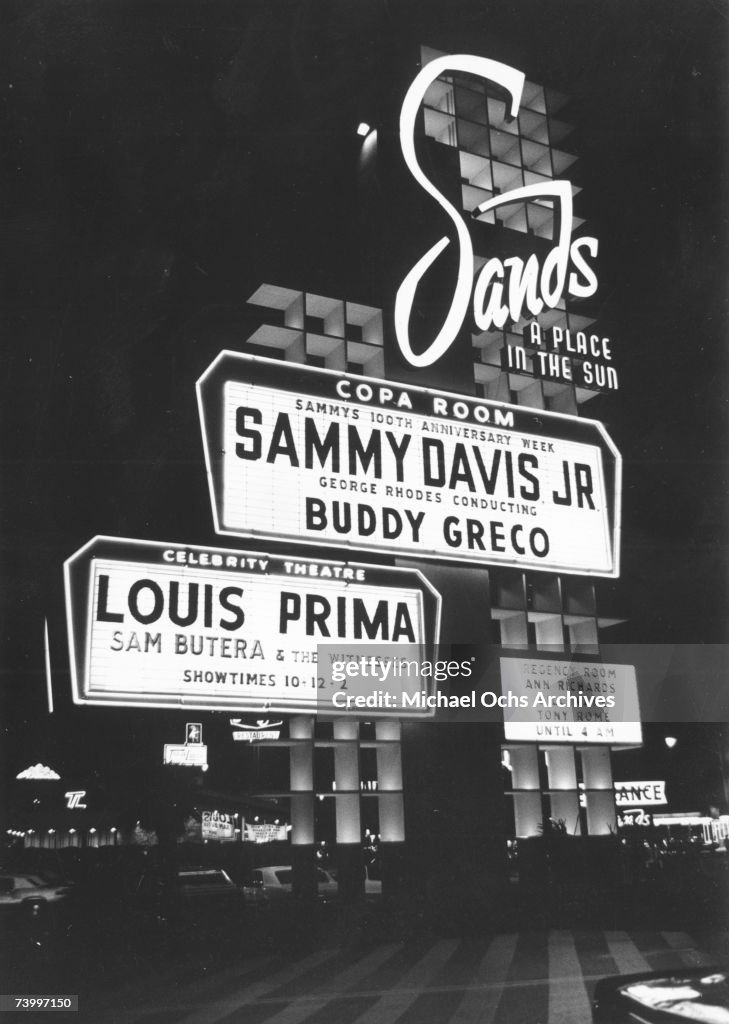 Sands
A PLACE
IN THE SUN
COPA ROOM
SAMMYS 100TH ANNIVERSARY WEEK
SAMMY DAVIS JR
GEORGE RHODES CONDUCTING
BUDDY GRECO
CELEBRITY THEATRE
LOUIS PRIMA
SAM BUTERA & THE
SHOWTIMES 10-12-2
REGENCY ROOM
ANN RICHARDS
TONY ROME
UNTIL 4 AM
gettyimages®
Credit: Michael Ochs Archives
RESTAURANT
73997150